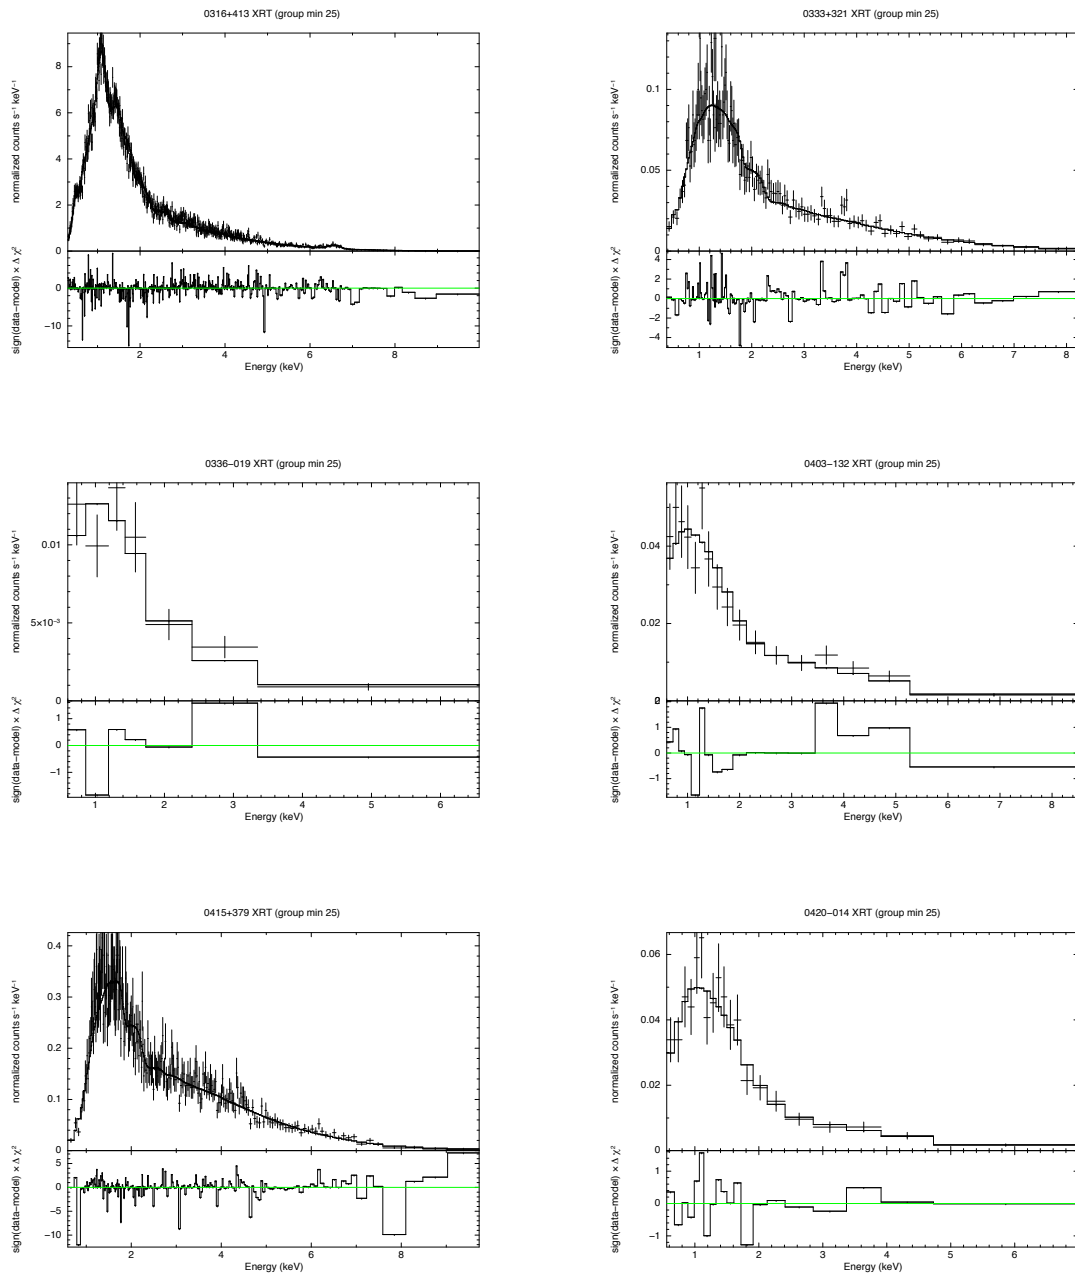 0316+413 XRT (group min 25)
normalized counts s⁻¹ keV⁻¹
8
6
4
2
0
sign(data−model) × Δ χ²
0
−10
2 4 6 8
Energy (keV)
0333+321 XRT (group min 25)
normalized counts s⁻¹ keV⁻¹
0.1
0.05
0
sign(data−model) × Δ χ²
4
2
0
−2
−4
1 2 3 4 5 6 7 8
Energy (keV)
0336−019 XRT (group min 25)
normalized counts s⁻¹ keV⁻¹
0.01
5×10⁻³
0
sign(data−model) × Δ χ²
1
0
−1
1 2 3 4 5 6
Energy (keV)
0403−132 XRT (group min 25)
normalized counts s⁻¹ keV⁻¹
0.04
0.02
0
sign(data−model) × Δ χ²
2
1
0
−1
1 2 3 4 5 6 7 8
Energy (keV)
0415+379 XRT (group min 25)
normalized counts s⁻¹ keV⁻¹
0.4
0.3
0.2
0.1
0
sign(data−model) × Δ χ²
5
0
−5
−10
2 4 6 8
Energy (keV)
0420−014 XRT (group min 25)
normalized counts s⁻¹ keV⁻¹
0.06
0.04
0.02
0
sign(data−model) × Δ χ²
1
0
−1
1 2 3 4 5 6
Energy (keV)